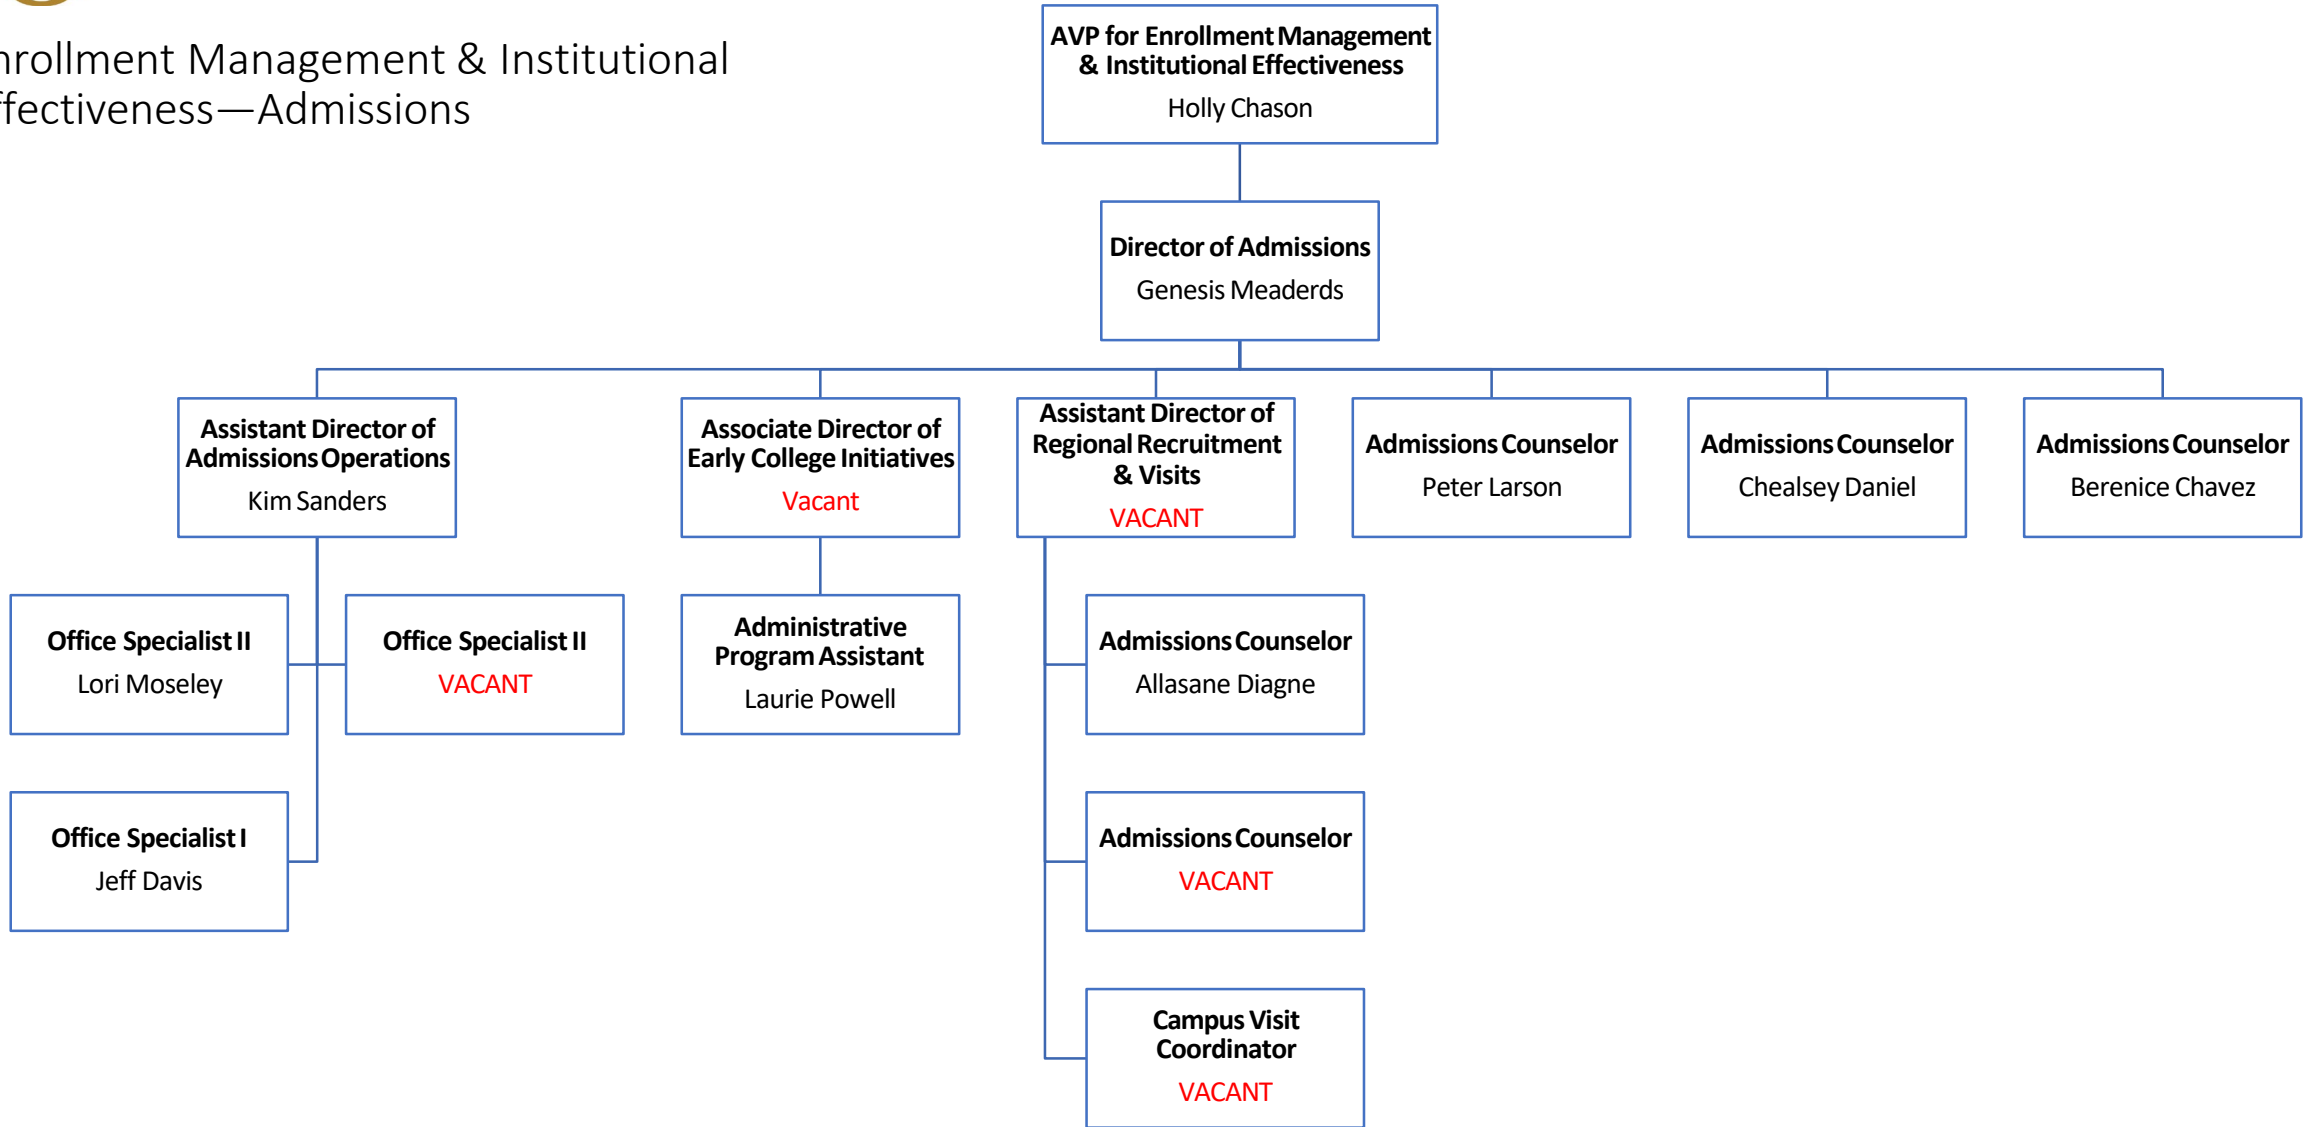 nrollment Management & Institutional
ffectiveness—Admissions
AVP for Enrollment Management
& Institutional Effectiveness
Holly Chason
Director of Admissions
Genesis Meaderds
Assistant Director of
Admissions Operations
Kim Sanders
Associate Director of
Early College Initiatives
Vacant
Assistant Director of
Regional Recruitment
& Visits
VACANT
Admissions Counselor
Peter Larson
Admissions Counselor
Chealsey Daniel
Admissions Counselor
Berenice Chavez
Office Specialist II
Lori Moseley
Office Specialist II
VACANT
Administrative
Program Assistant
Laurie Powell
Admissions Counselor
Allasane Diagne
Office Specialist I
Jeff Davis
Admissions Counselor
VACANT
Campus Visit
Coordinator
VACANT